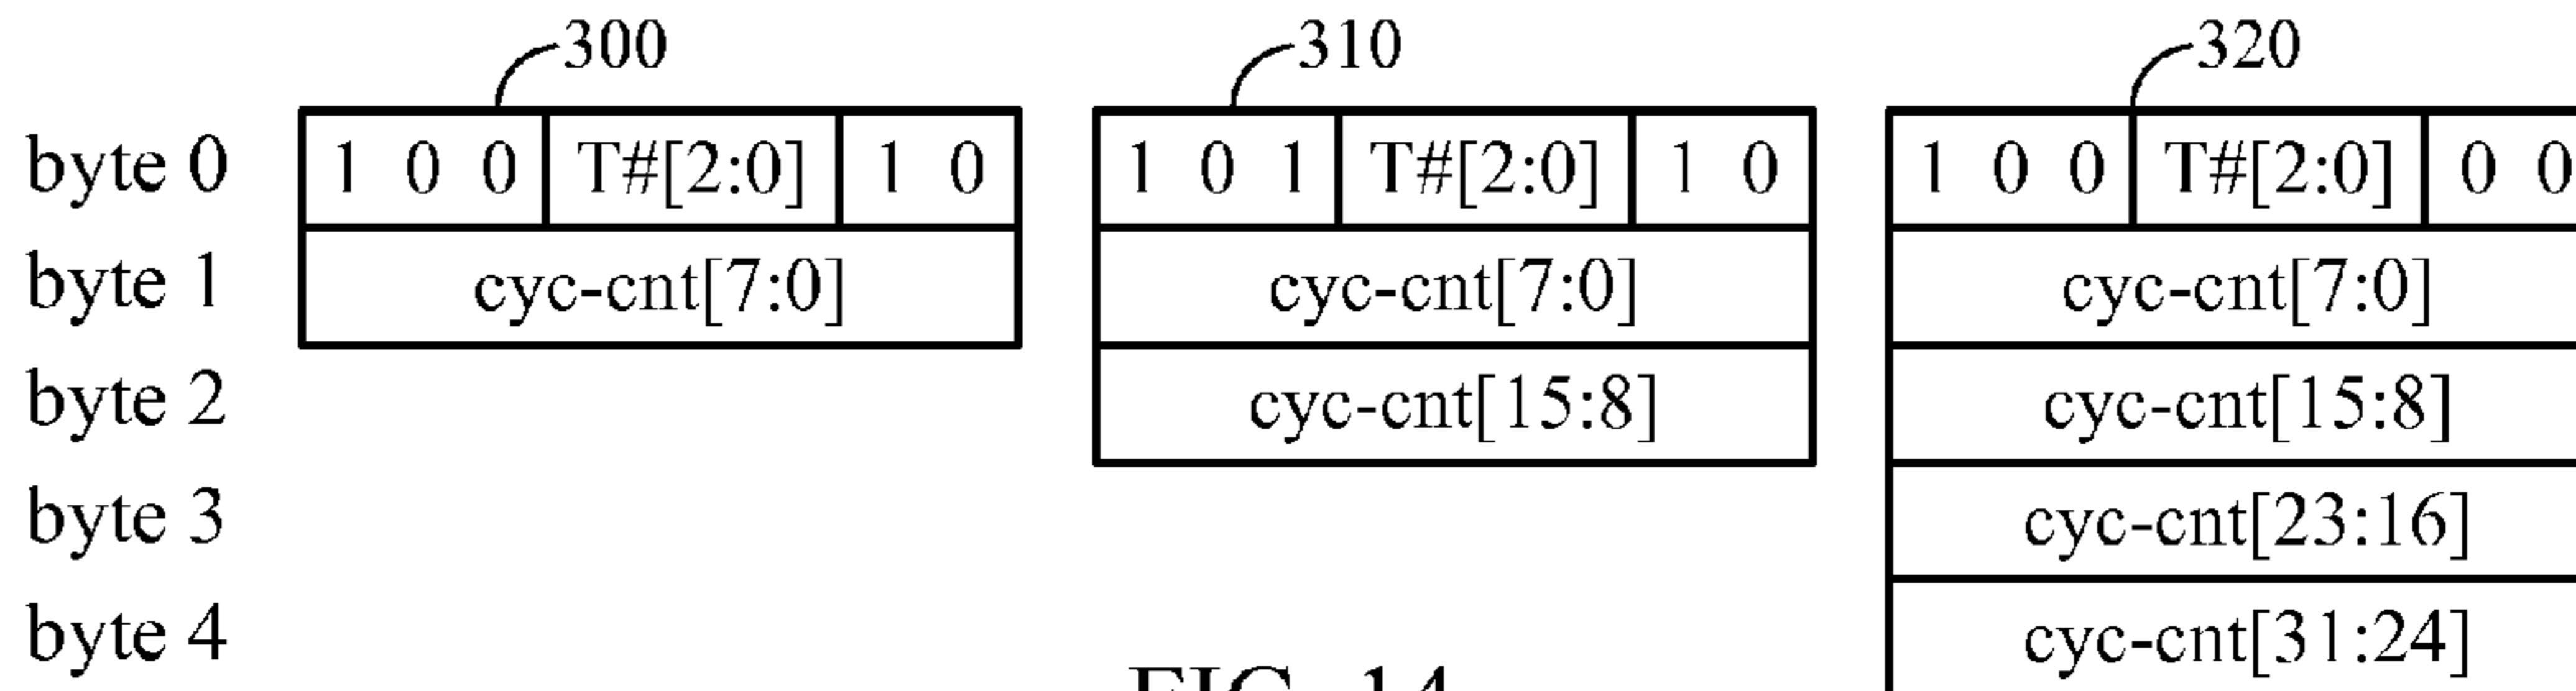 300 310 320
byte 0 1 0 0 T#[2:0] 1 0 1 0 1 T#[2:0] 1 0 1 0 0 T#[2:0] 0 0
byte 1 cyc-cnt[7:0] cyc-cnt[7:0] cyc-cnt[7:0]
byte 2 cyc-cnt[15:8] cyc-cnt[15:8]
byte 3 cyc-cnt[23:16]
byte 4 cyc-cnt[31:24]
FIG. 14